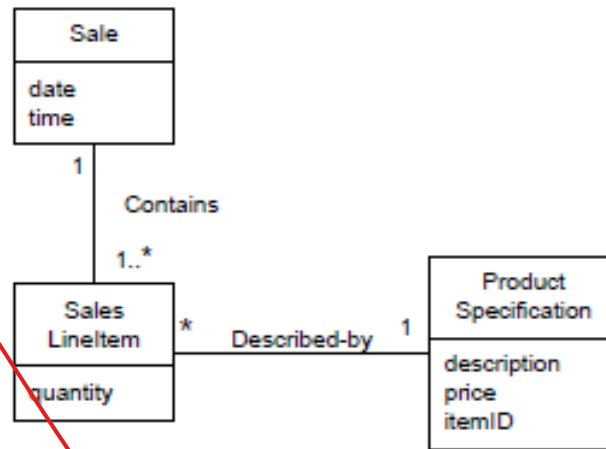 Sale
date
time
1
Contains
1..*
Sales
LineItem
quantity
*
Described-by
1
Product
Specification
description
price
itemID